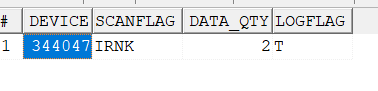 # DEVICE SCANFLAG DATA_QTY LOGFLAG
1 344047 IRNK 2 T